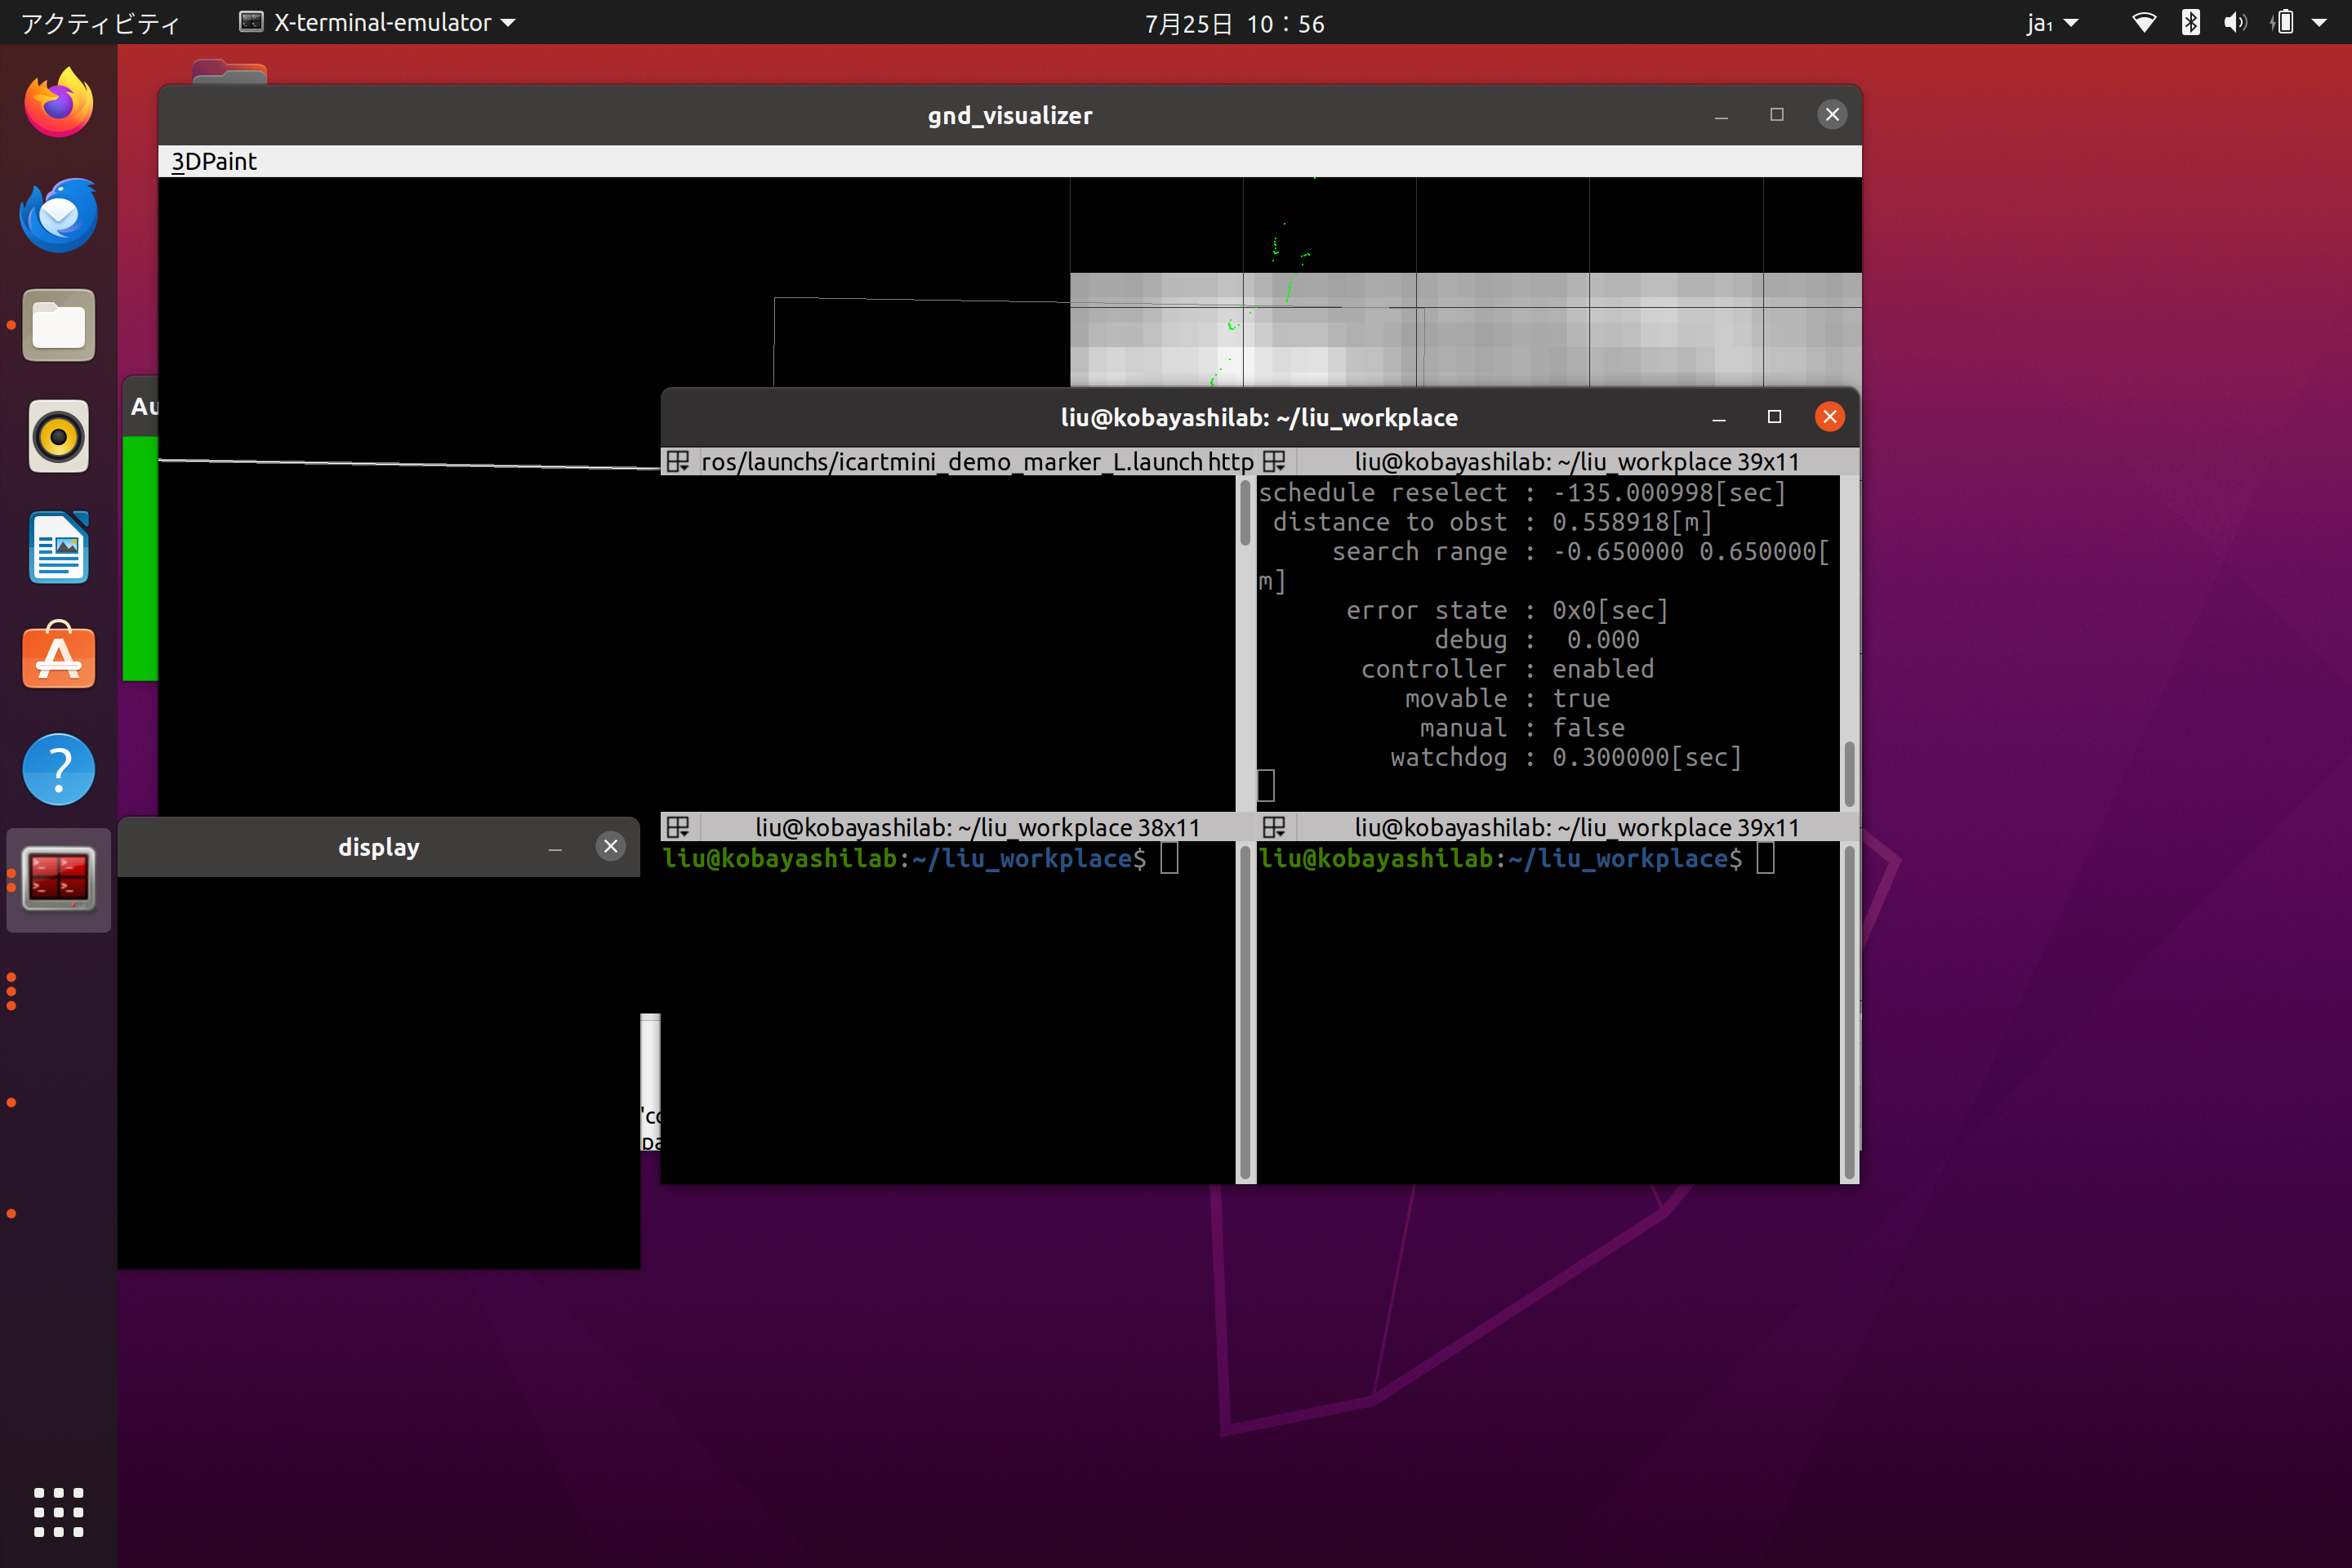 アクティビティ
X-terminal-emulator
7月25日 10：56
ja₁
gnd_visualizer
3DPaint
Au
liu@kobayashilab: ~/liu_workplace
ros/launchs/icartmini_demo_marker_L.launch http
liu@kobayashilab: ~/liu_workplace 39x11
schedule reselect : -135.000998[sec]
distance to obst : 0.558918[m]
search range : -0.650000 0.650000[
m]
error state : 0x0[sec]
debug : 0.000
controller : enabled
movable : true
manual : false
watchdog : 0.300000[sec]
display
liu@kobayashilab: ~/liu_workplace 38x11
liu@kobayashilab: ~/liu_workplace 39x11
liu@kobayashilab:~/liu_workplace$
liu@kobayashilab:~/liu_workplace$
'co
pa